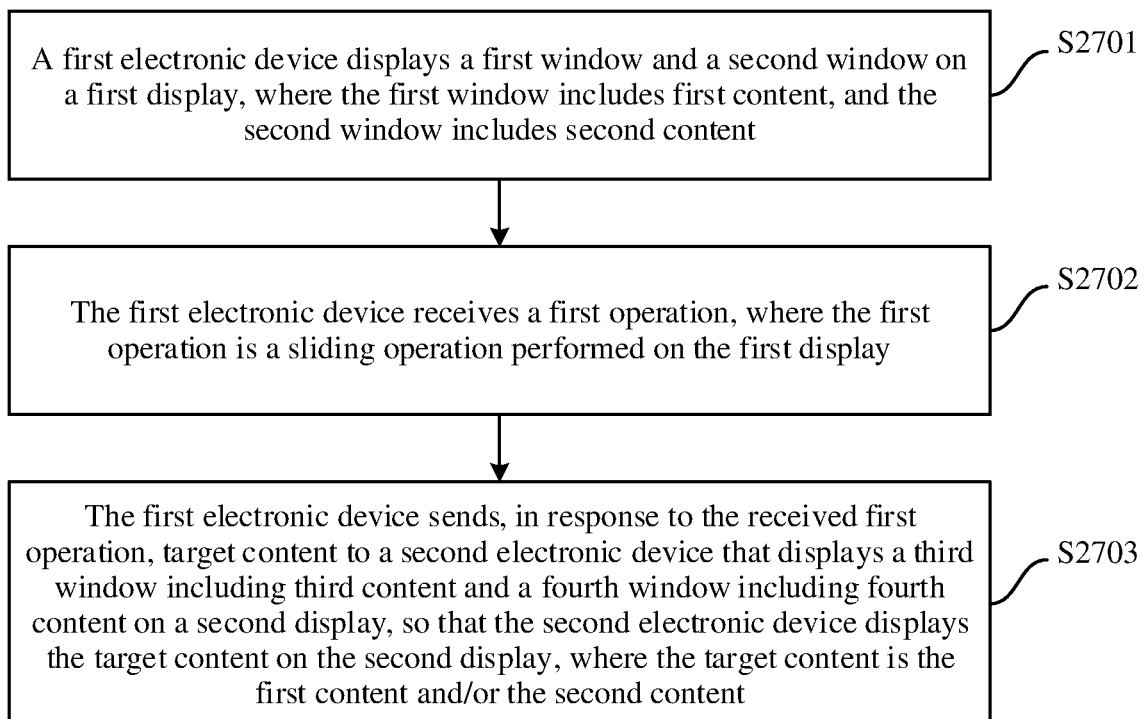 A first electronic device displays a first window and a second window on
a first display, where the first window includes first content, and the
second window includes second content
S2701
The first electronic device receives a first operation, where the first
operation is a sliding operation performed on the first display
S2702
The first electronic device sends, in response to the received first
operation, target content to a second electronic device that displays a third
window including third content and a fourth window including fourth
content on a second display, so that the second electronic device displays
the target content on the second display, where the target content is the
first content and/or the second content
S2703